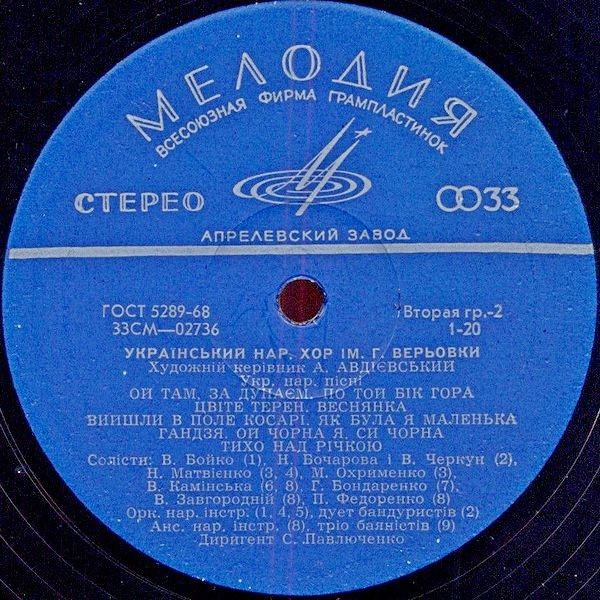 МЕЛОДИЯ
ВСЕСОЮЗНАЯ ФИРМА ГРАМПЛАСТИНОК
СТЕРЕО 33
АПРЕЛЕВСКИЙ ЗАВОД
ГОСТ 5289-68 Вторая гр.-2
33СМ—02736 1-20
УКРАЇНСЬКИЙ НАР. ХОР ІМ. Г. ВЕРЬОВКИ
Художній керівник А. АВДІЄВСЬКИЙ
Укр. нар. пісні
ОЙ ТАМ, ЗА ДУНАЄМ. ПО ТОЙ БІК ГОРА
ЦВІТЕ ТЕРЕН. ВЕСНЯНКА
ВИЙШЛИ В ПОЛЕ КОСАРІ. ЯК БУЛА Я МАЛЕНЬКА
ГАНДЗЯ. ОЙ ЧОРНА Я, СИ ЧОРНА
ТИХО НАД РІЧКОЮ
Солісти: В. Бойко (1), Н. Бочарова і В. Черкун (2),
Н. Матвієнко (3, 4), М. Охрименко (3)
В. Камінська (6, 8), Г. Бондаренко (7),
В. Завгородній (8), П. Федоренко (8)
Орк. нар. інстр. (1, 4, 5), дует бандуристів (2)
Анс. нар. інстр. (8), тріо баяністів (9)
Диригент С. Павлюченко